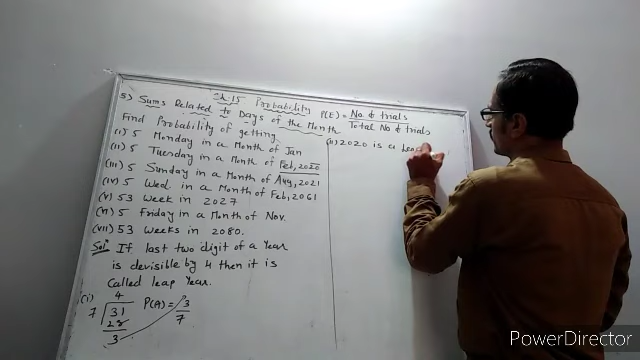 Ch. 15 Probability
5) Sums Related to Days of the Month
P(E) = No. of trials / Total No. of trials
Find Probability of getting
(i) 5 Monday in a Month of Jan
(ii) 5 Tuesday in a Month of Feb, 2020
(iii) 5 Sunday in a Month of Aug, 2021
(iv) 5 Wed in a Month of Feb, 2061
(v) 53 week in 2027
(vi) 5 Friday in a Month of Nov.
(vii) 53 weeks in 2080.
Solⁿ If last two digit of a Year
is devisible by 4 then it is
Called leap Year.
(i) 4
7 31 P(A) = 3/7
28
3
(ii) 2020 is a Leap
PowerDirector